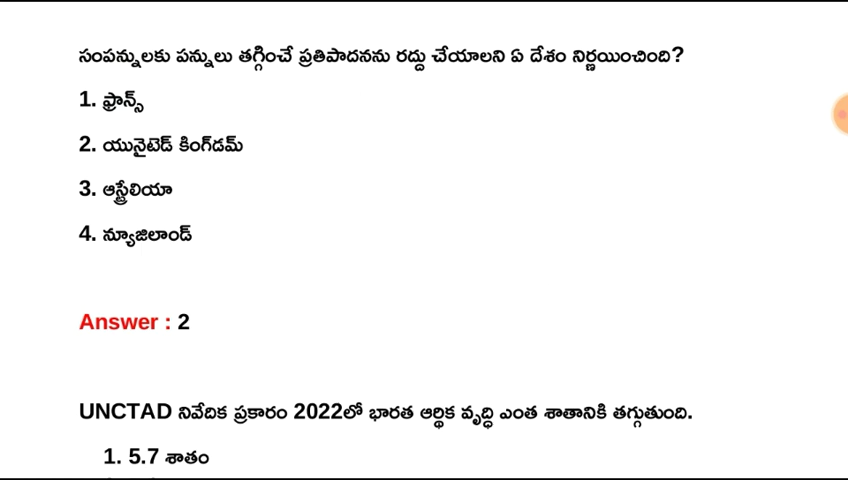 సంపన్నులకు పన్నులు తగ్గించే ప్రతిపాదనను రద్దు చేయాలని ఏ దేశం నిర్ణయించింది?
1. ఫ్రాన్స్
2. యునైటెడ్ కింగ్‌డమ్
3. ఆస్ట్రేలియా
4. న్యూజిలాండ్
Answer : 2
UNCTAD నివేదిక ప్రకారం 2022లో భారత ఆర్థిక వృద్ధి ఎంత శాతానికి తగ్గుతుంది.
1. 5.7 శాతం